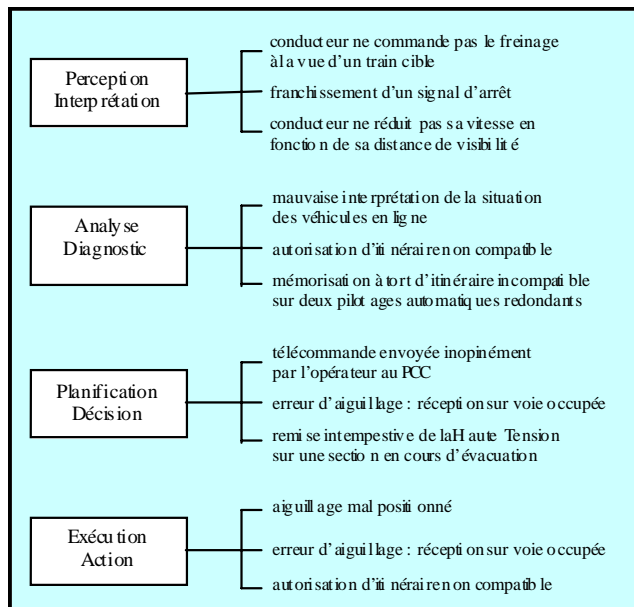 Perception
Interprétation
conducteur ne commande pas le freinage
à la vue d'un train cible
franchissement d'un signal d'arrêt
conducteur ne réduit pas sa vitesse en
fonction de sa distance de visibilité
Analyse
Diagnostic
mauvaise interprétation de la situation
des véhicules en ligne
autorisation d'itinéraire non compatible
mémorisation à tort d'itinéraire incompatible
sur deux pilotages automatiques redondants
Planification
Décision
télécommande envoyée inopinément
par l'opérateur au PCC
erreur d'aiguillage : réception sur voie occupée
remise intempestive de la Haute Tension
sur une section en cours d'évacuation
Exécution
Action
aiguillage mal positionné
erreur d'aiguillage : réception sur voie occupée
autorisation d'itinéraire non compatible